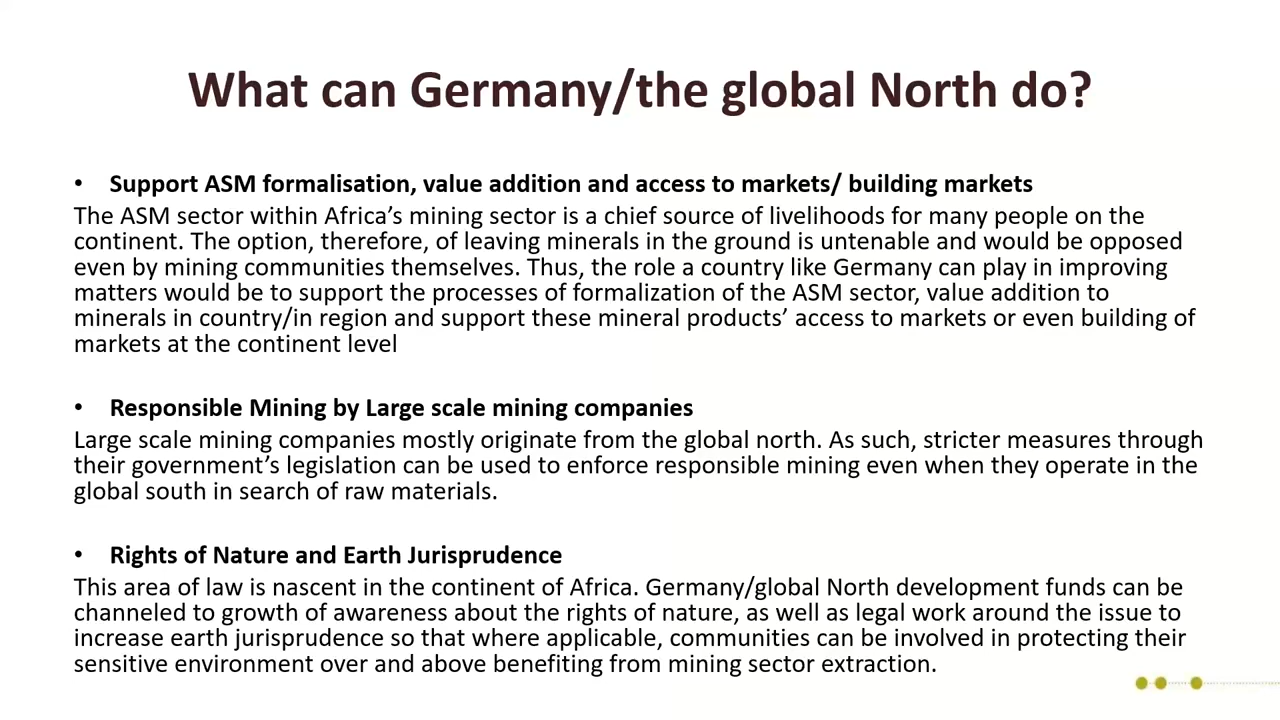 What can Germany/the global North do?
• Support ASM formalisation, value addition and access to markets/ building markets
The ASM sector within Africa’s mining sector is a chief source of livelihoods for many people on the
continent. The option, therefore, of leaving minerals in the ground is untenable and would be opposed
even by mining communities themselves. Thus, the role a country like Germany can play in improving
matters would be to support the processes of formalization of the ASM sector, value addition to
minerals in country/in region and support these mineral products’ access to markets or even building of
markets at the continent level
• Responsible Mining by Large scale mining companies
Large scale mining companies mostly originate from the global north. As such, stricter measures through
their government’s legislation can be used to enforce responsible mining even when they operate in the
global south in search of raw materials.
• Rights of Nature and Earth Jurisprudence
This area of law is nascent in the continent of Africa. Germany/global North development funds can be
channeled to growth of awareness about the rights of nature, as well as legal work around the issue to
increase earth jurisprudence so that where applicable, communities can be involved in protecting their
sensitive environment over and above benefiting from mining sector extraction.